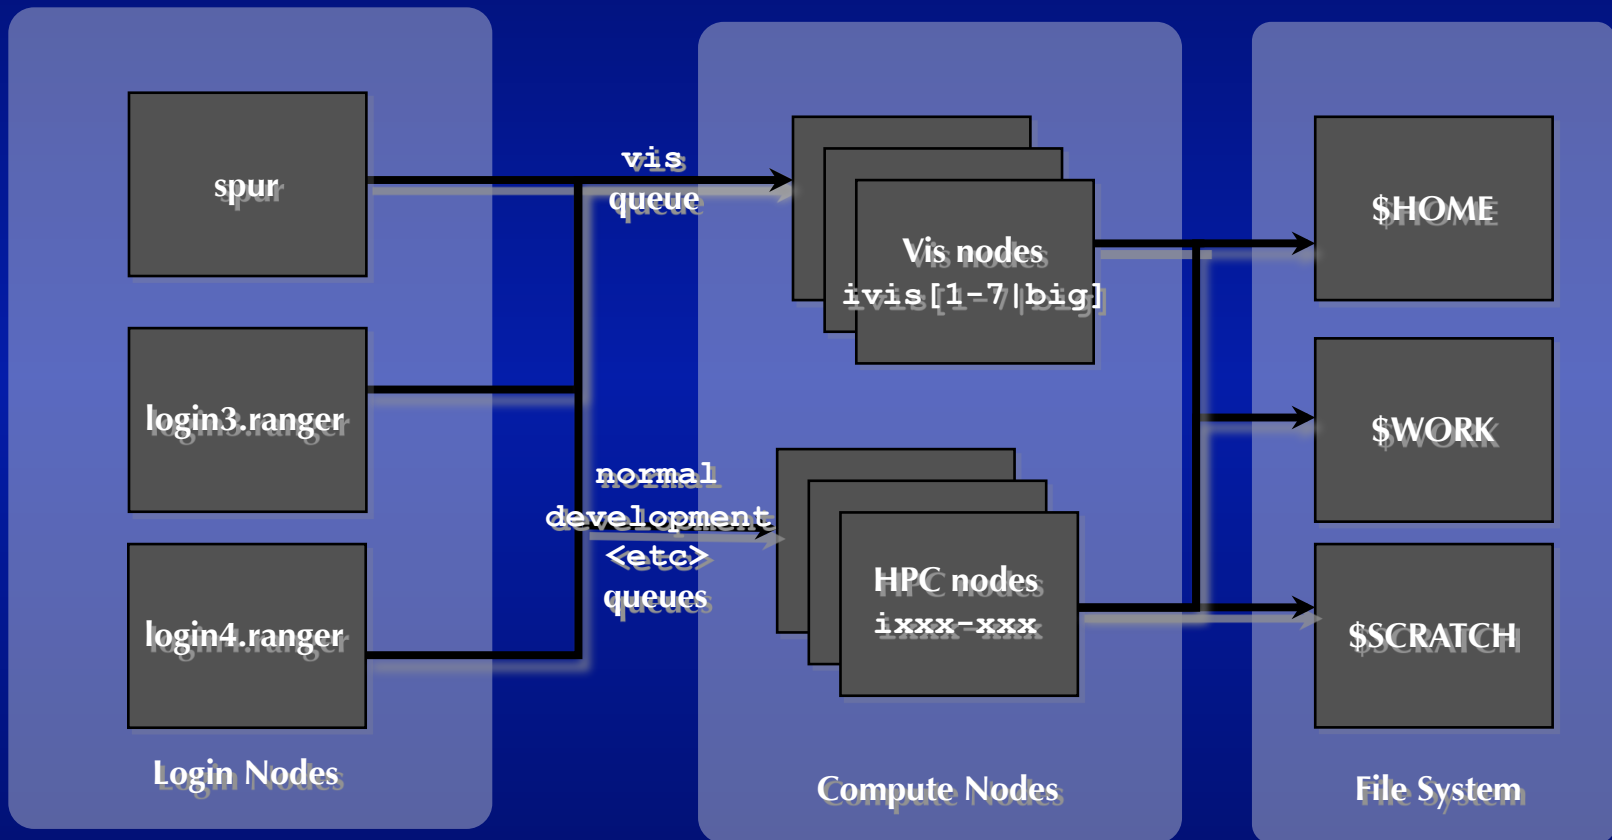 spur
login3.ranger
login4.ranger
Login Nodes
vis
queue
normal
development
<etc>
queues
Vis nodes
ivis[1-7|big]
HPC nodes
ixxx-xxx
Compute Nodes
$HOME
$WORK
$SCRATCH
File System